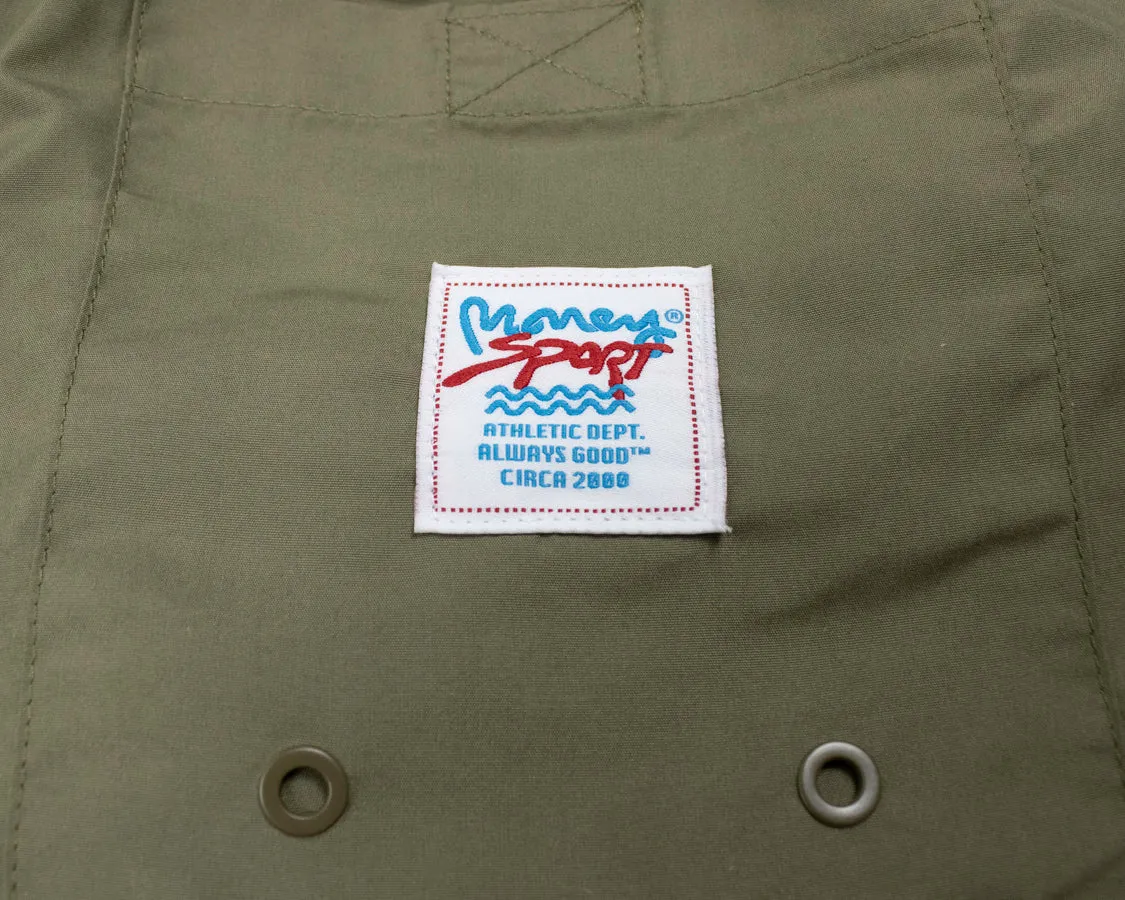 Money®
Sport
ATHLETIC DEPT.
ALWAYS GOOD™
CIRCA 2000